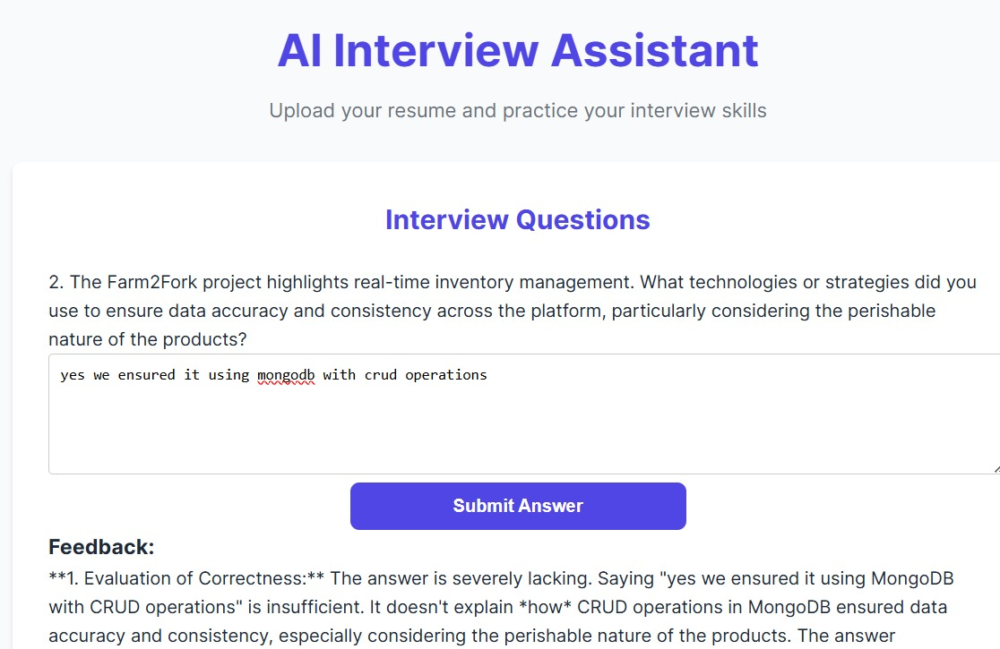 AI Interview Assistant
Upload your resume and practice your interview skills
Interview Questions
2. The Farm2Fork project highlights real-time inventory management. What technologies or strategies did you
use to ensure data accuracy and consistency across the platform, particularly considering the perishable
nature of the products?
yes we ensured it using mongodb with crud operations
Submit Answer
Feedback:
**1. Evaluation of Correctness:** The answer is severely lacking. Saying "yes we ensured it using MongoDB
with CRUD operations" is insufficient. It doesn't explain *how* CRUD operations in MongoDB ensured data
accuracy and consistency, especially considering the perishable nature of the products. The answer